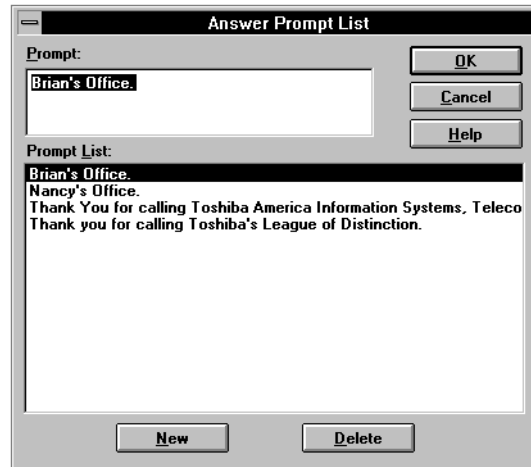 Answer Prompt List
Prompt:
OK
Brian's Office.
Cancel
Help
Prompt List:
Brian's Office.
Nancy's Office.
Thank You for calling Toshiba America Information Systems, Teleco
Thank you for calling Toshiba's League of Distinction.
New
Delete